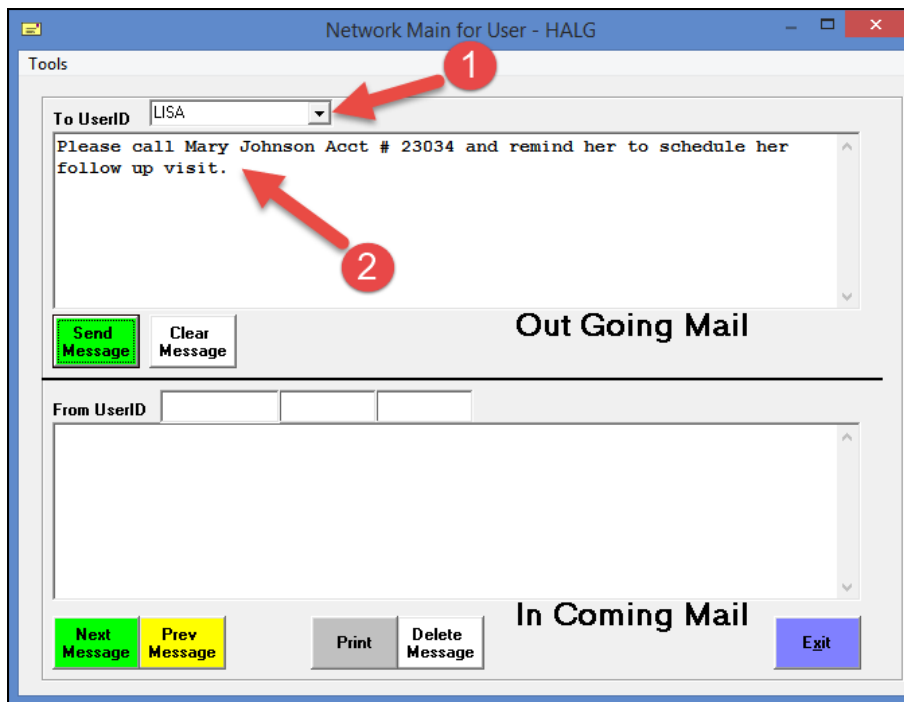 Network Main for User - HALG
Tools
1
To UserID LISA
Please call Mary Johnson Acct # 23034 and remind her to schedule her
follow up visit.
2
Out Going Mail
Send
Message
Clear
Message
From UserID
In Coming Mail
Next
Message
Prev
Message
Print
Delete
Message
Exit